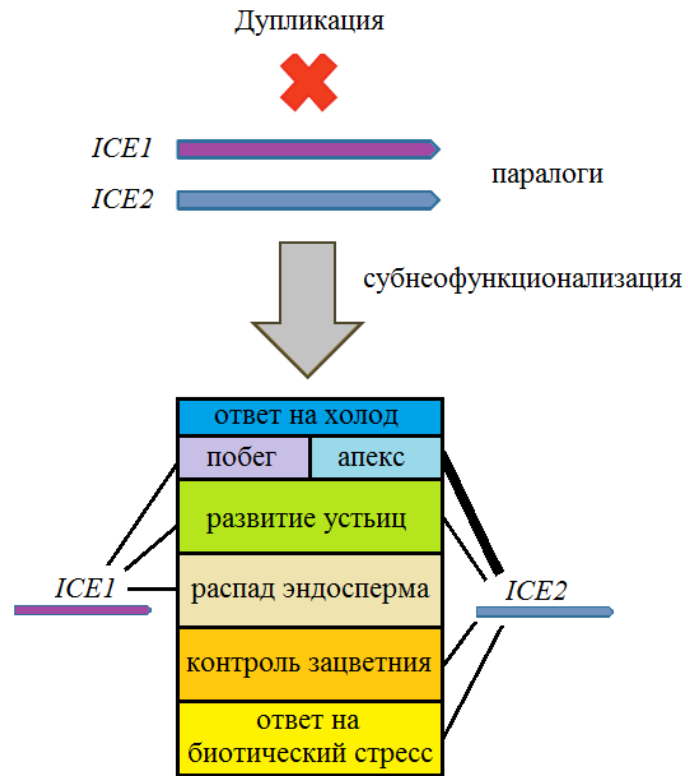 Дупликация
ICE1
ICE2
паралоги
субнеофункционализация
ответ на холод
побег апекс
развитие устьиц
ICE1
распад эндосперма
ICE2
контроль зацветния
ответ на
биотический стресс